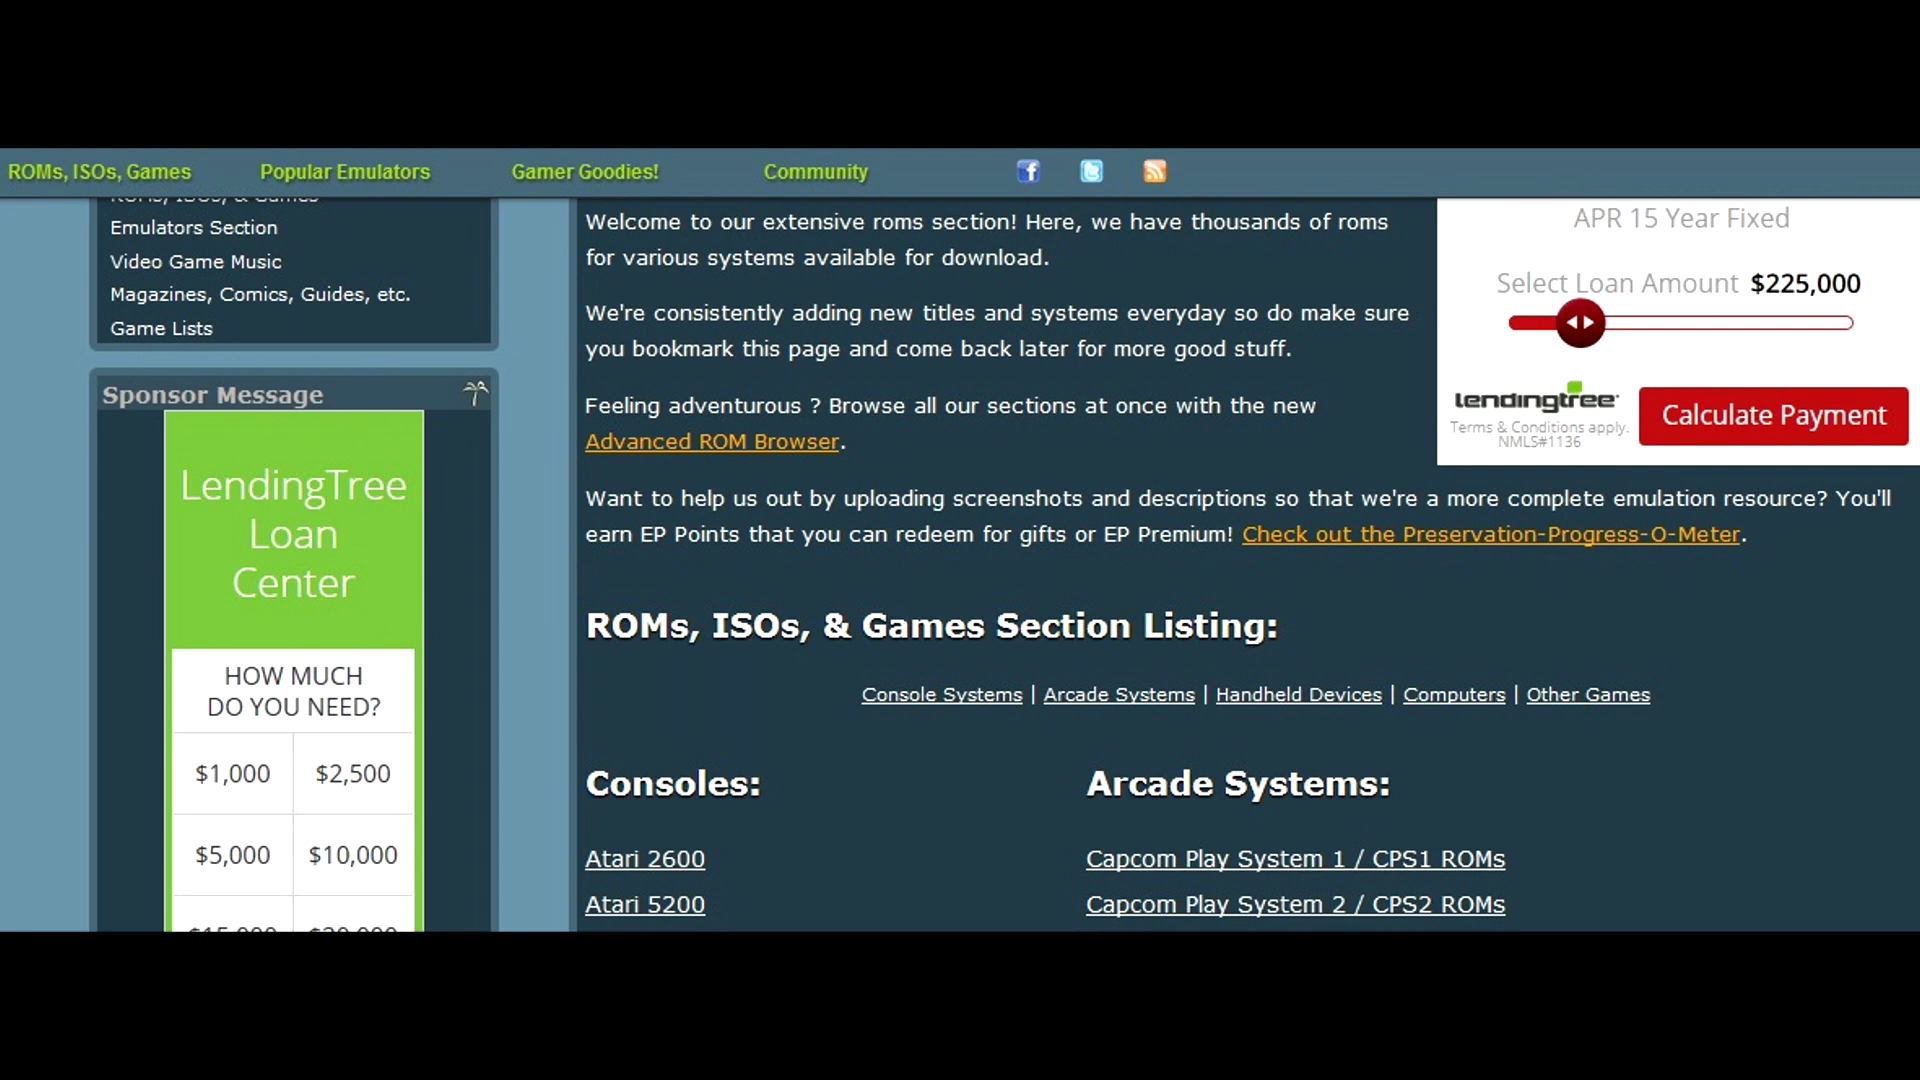 ROMs, ISOs, Games
Popular Emulators
Gamer Goodies!
Community
ROMs, ISOs, & Games
Emulators Section
Video Game Music
Magazines, Comics, Guides, etc.
Game Lists
Sponsor Message
LendingTree
Loan
Center
HOW MUCH
DO YOU NEED?
$1,000 $2,500
$5,000 $10,000
$15,000 $20,000
Welcome to our extensive roms section! Here, we have thousands of roms
for various systems available for download.
We're consistently adding new titles and systems everyday so do make sure
you bookmark this page and come back later for more good stuff.
Feeling adventurous ? Browse all our sections at once with the new
Advanced ROM Browser.
Want to help us out by uploading screenshots and descriptions so that we're a more complete emulation resource? You'll
earn EP Points that you can redeem for gifts or EP Premium! Check out the Preservation-Progress-O-Meter.
APR 15 Year Fixed
Select Loan Amount $225,000
lendingtree
Terms & Conditions apply.
NMLS#1136
Calculate Payment
ROMs, ISOs, & Games Section Listing:
Console Systems | Arcade Systems | Handheld Devices | Computers | Other Games
Consoles:
Atari 2600
Atari 5200
Arcade Systems:
Capcom Play System 1 / CPS1 ROMs
Capcom Play System 2 / CPS2 ROMs